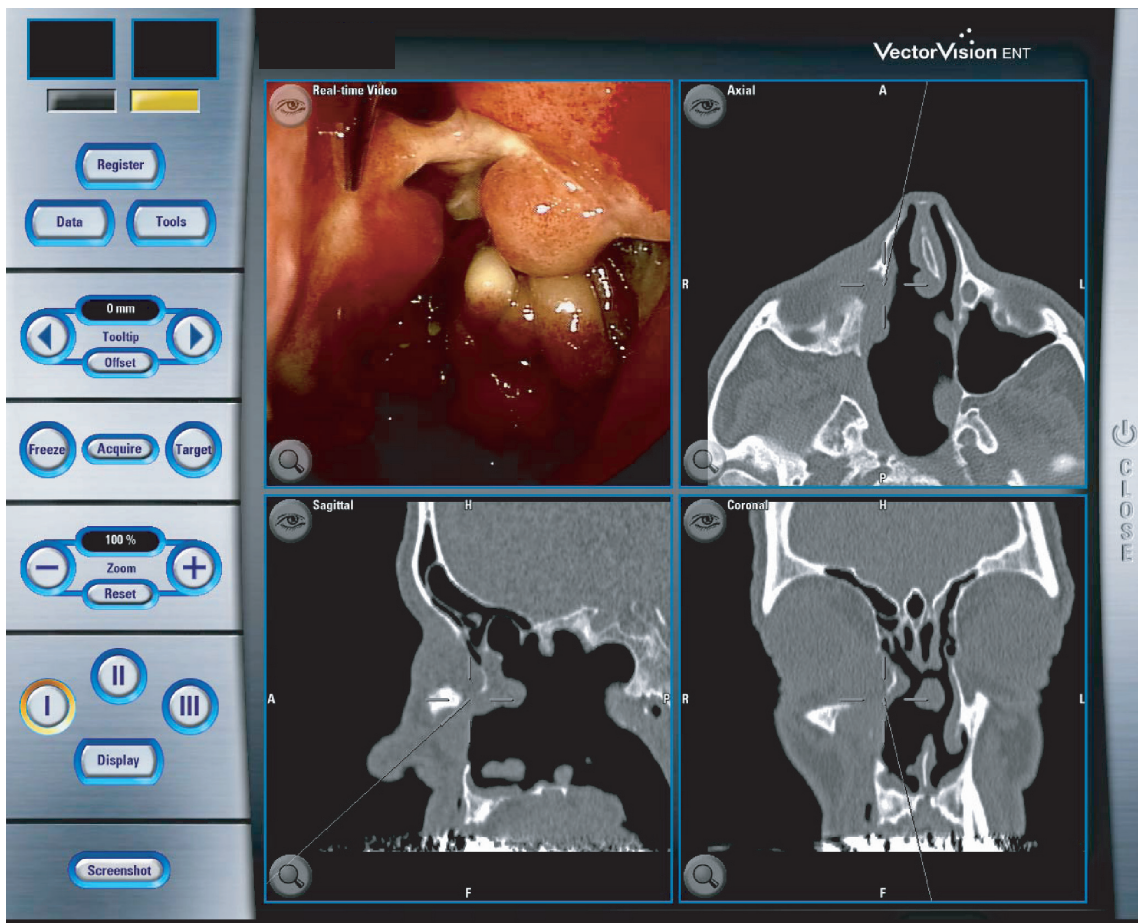 VectorVision ENT
Register
Data
Tools
0 mm
Tooltip
Offset
Freeze
Acquire
Target
100 %
Zoom
Reset
I
II
III
Display
Screenshot
Real-time Video
Axial
A
R
L
P
Sagittal
H
A
P
F
Coronal
H
R
L
F
CLOSE